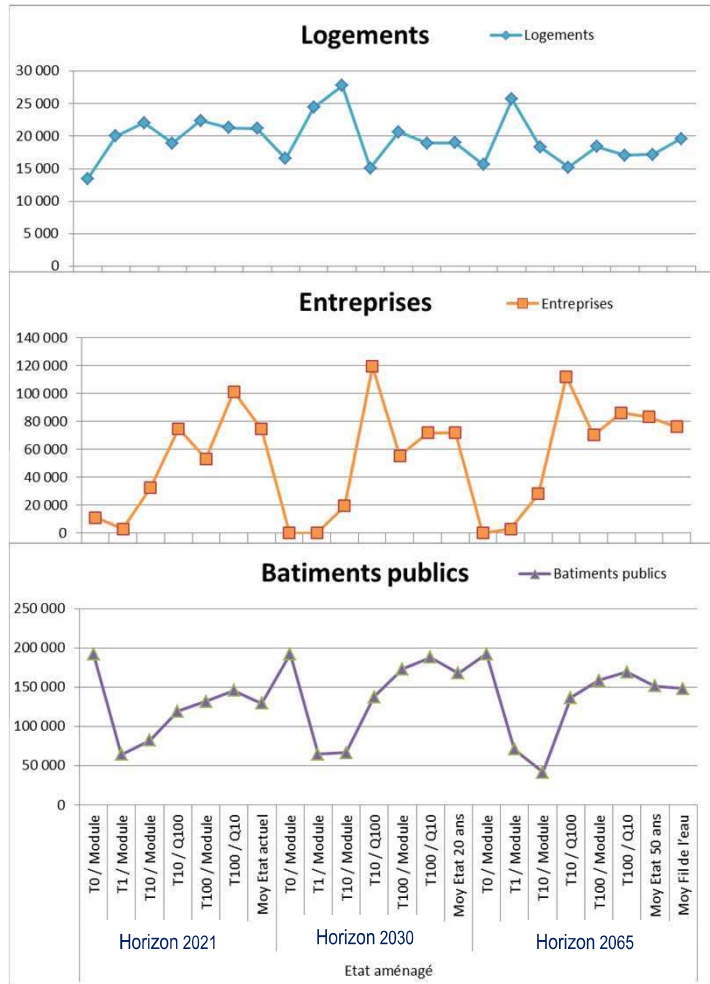 Logements
Logements
30 000
25 000
20 000
15 000
10 000
5 000
0
Entreprises
Entreprises
140 000
120 000
100 000
80 000
60 000
40 000
20 000
0
Batiments publics
Batiments publics
250 000
200 000
150 000
100 000
50 000
0
T0 / Module
T1 / Module
T10 / Module
T10 / Q100
T100 / Module
T100 / Q10
Moy Etat actuel
T0 / Module
T1 / Module
T10 / Module
T10 / Q100
T100 / Module
T100 / Q10
Moy Etat 20 ans
T0 / Module
T1 / Module
T10 / Module
T10 / Q100
T100 / Module
T100 / Q10
Moy Etat 50 ans
Moy Fil de l'eau
Horizon 2021
Horizon 2030
Horizon 2065
Etat aménagé